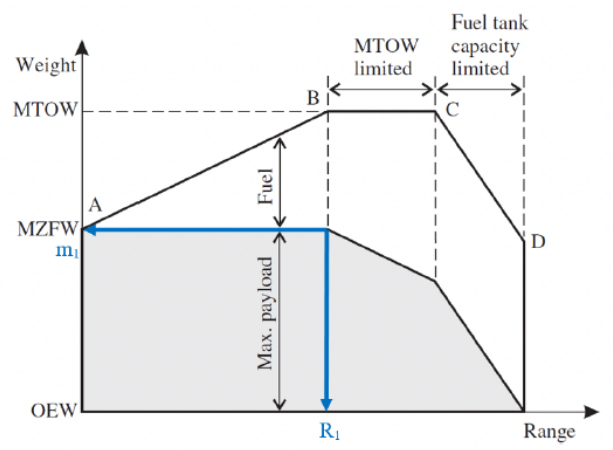 Fuel tank
capacity
limited
MTOW
limited
Weight
MTOW
B
C
A
Fuel
MZFW
m₁
D
Max. payload
OEW
R₁
Range